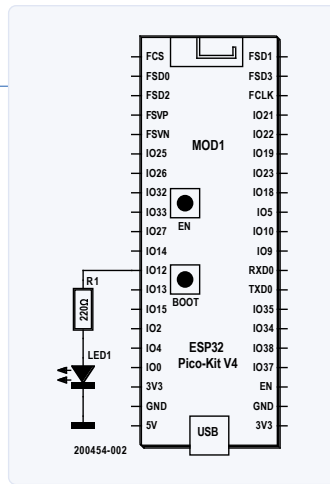 FCS
FSD0
FSD2
FSVP
FSVN
IO25
IO26
IO32
IO33
IO27
IO14
IO12
IO13
IO15
IO2
IO4
IO0
3V3
GND
5V
FSD1
FSD3
FCLK
IO21
IO22
IO19
IO23
IO18
IO5
IO10
IO9
RXD0
TXD0
IO35
IO34
IO38
IO37
EN
GND
3V3
MOD1
EN
BOOT
ESP32
Pico-Kit V4
USB
R1
220Ω
LED1
200454-002